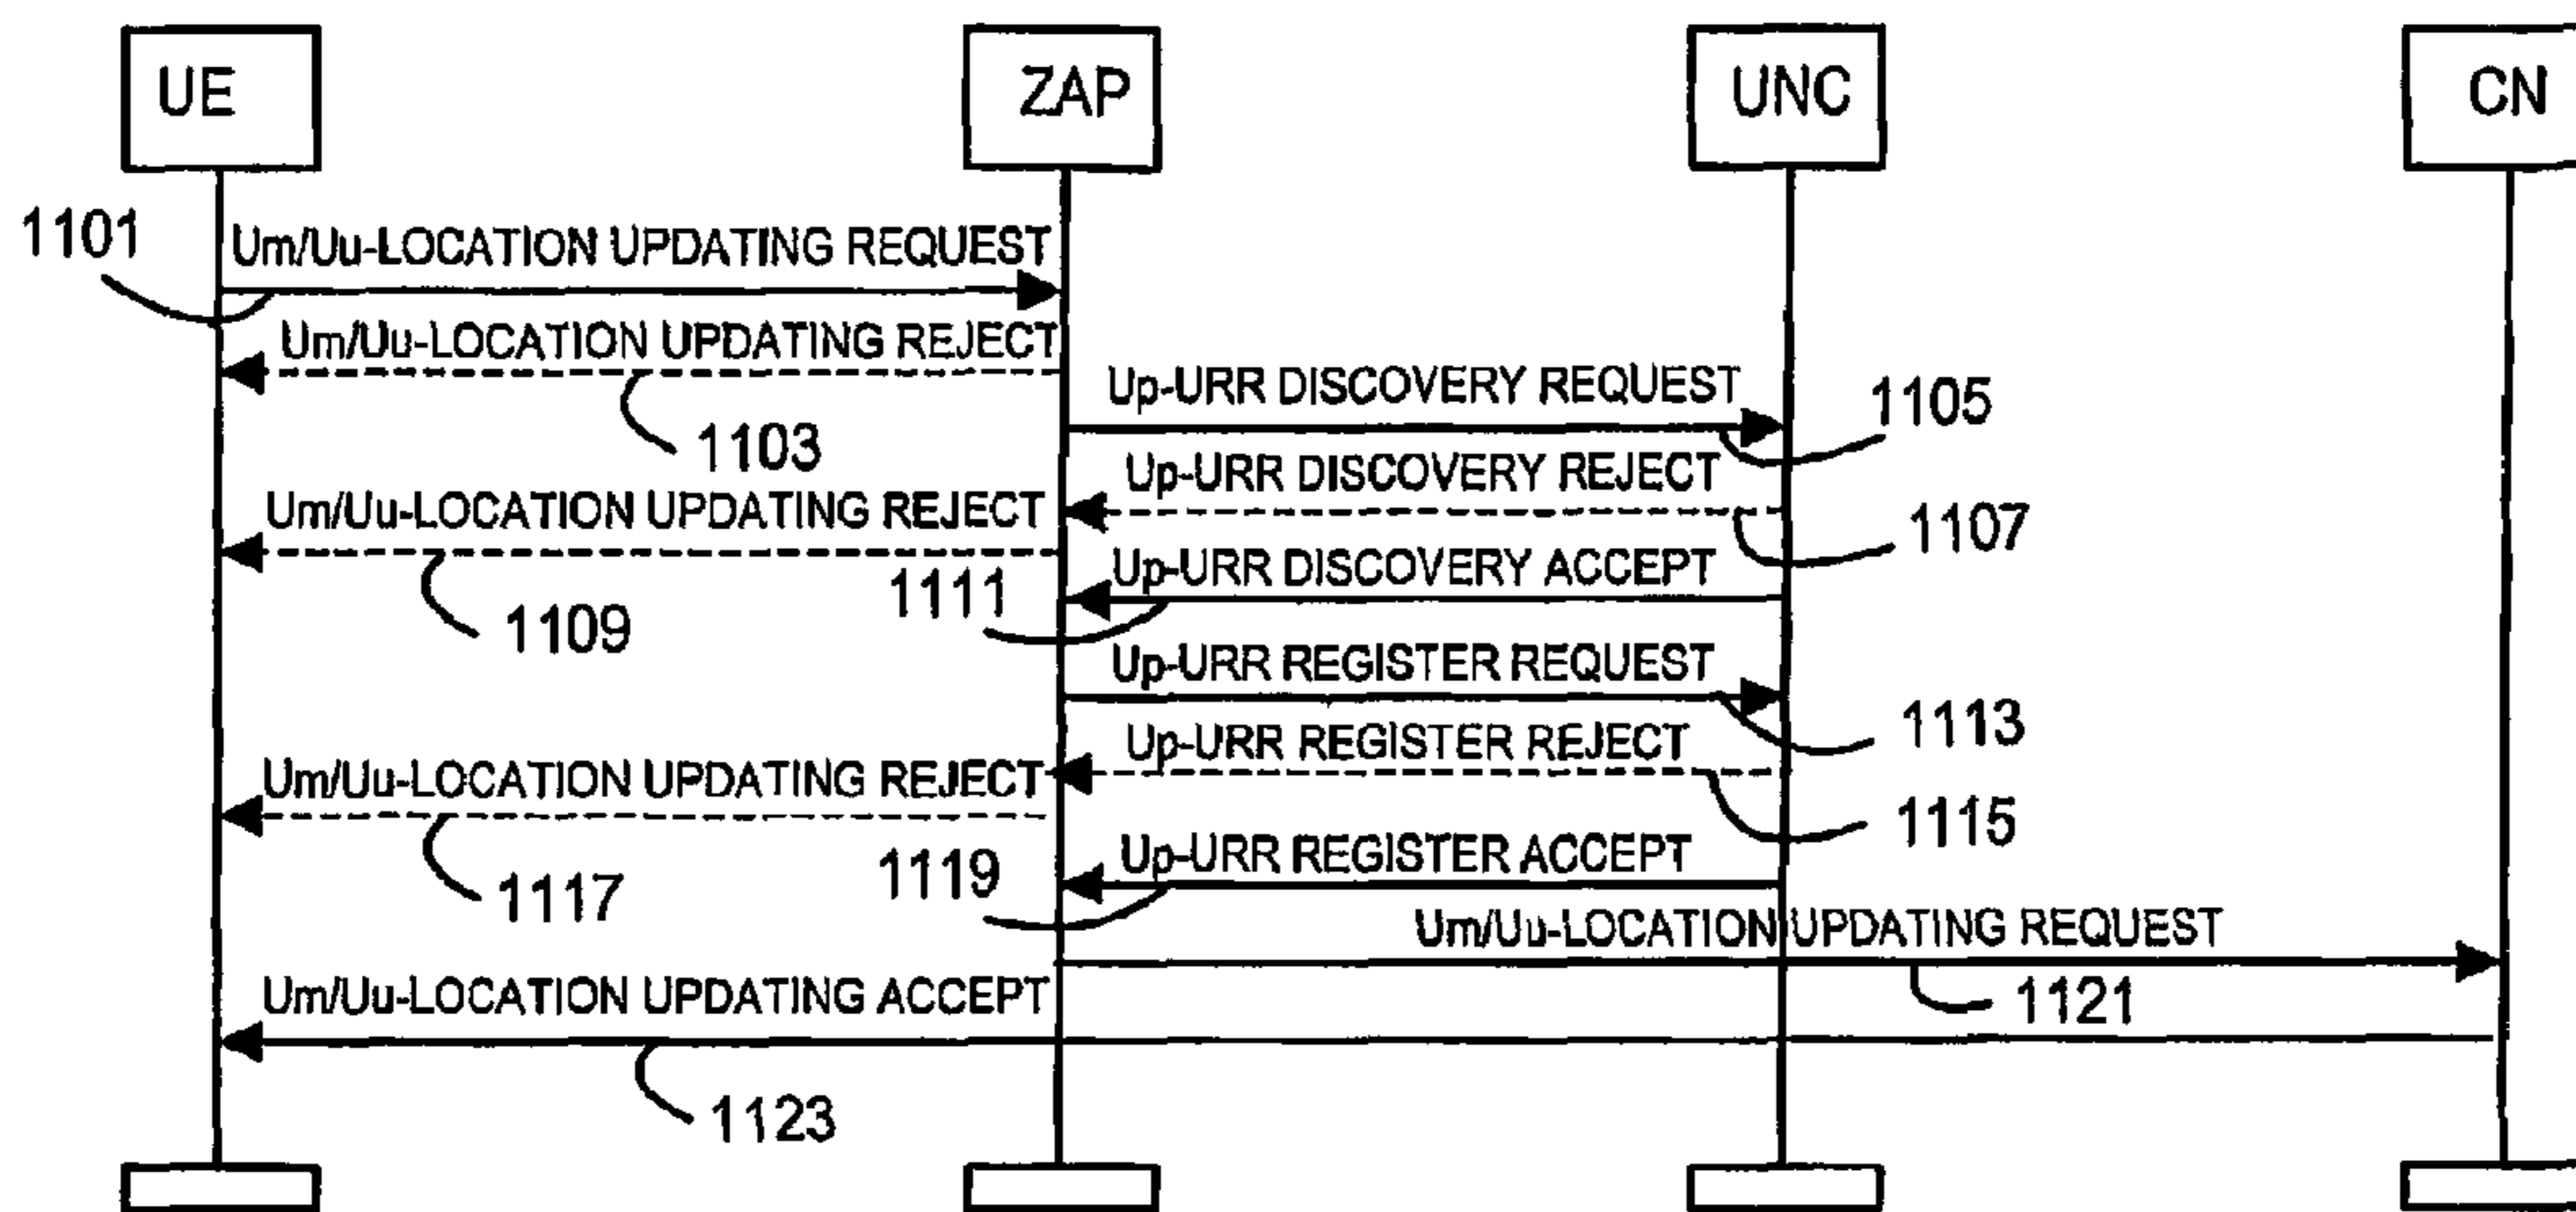 UE
ZAP
UNC
CN
1101
Um/Uu-LOCATION UPDATING REQUEST
Um/Uu-LOCATION UPDATING REJECT
1103
Up-URR DISCOVERY REQUEST
1105
Up-URR DISCOVERY REJECT
1107
Um/Uu-LOCATION UPDATING REJECT
1109
1111
Up-URR DISCOVERY ACCEPT
Up-URR REGISTER REQUEST
1113
Up-URR REGISTER REJECT
1115
Um/Uu-LOCATION UPDATING REJECT
1117
1119
Up-URR REGISTER ACCEPT
Um/Uu-LOCATION UPDATING REQUEST
1121
Um/Uu-LOCATION UPDATING ACCEPT
1123